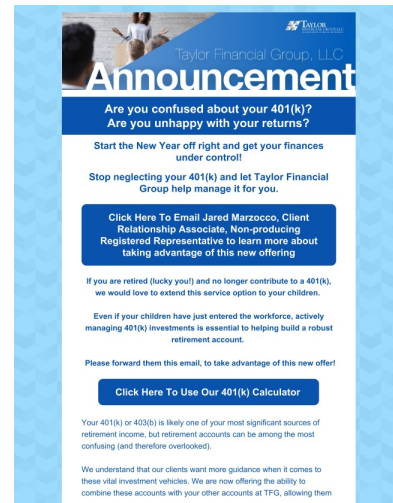 TAYLOR
Taylor Financial Group, LLC
Announcement
Are you confused about your 401(k)?
Are you unhappy with your returns?
Start the New Year off right and get your finances
under control!
Stop neglecting your 401(k) and let Taylor Financial
Group help manage it for you.
Click Here To Email Jared Marzocco, Client
Relationship Associate, Non-producing
Registered Representative to learn more about
taking advantage of this new offering
If you are retired (lucky you!) and no longer contribute to a 401(k),
we would love to extend this service option to your children.
Even if your children have just entered the workforce, actively
managing 401(k) investments is essential to helping build a robust
retirement account.
Please forward them this email, to take advantage of this new offer!
Click Here To Use Our 401(k) Calculator
Your 401(k) or 403(b) is likely one of your most significant sources of
retirement income, but retirement accounts can be among the most
confusing (and therefore overlooked).
We understand that our clients want more guidance when it comes to
these vital investment vehicles. We are now offering the ability to
combine these accounts with your other accounts at TFG, allowing them